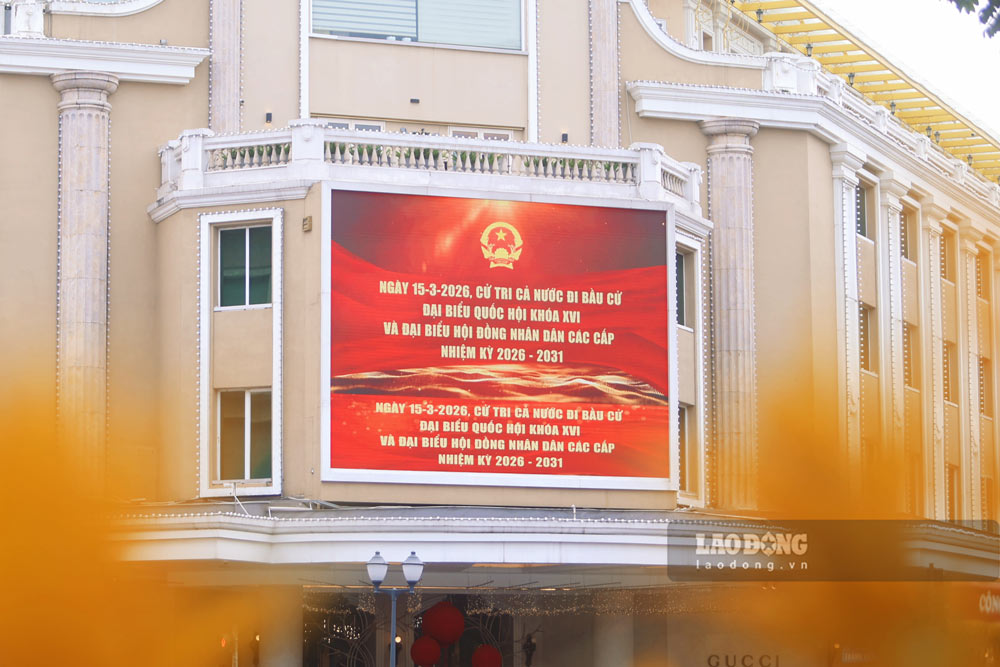 NGÀY 15-3-2026, CỬ TRI CẢ NƯỚC ĐI BẦU CỬ
ĐẠI BIỂU QUỐC HỘI KHÓA XVI
VÀ ĐẠI BIỂU HỘI ĐỒNG NHÂN DÂN CÁC CẤP
NHIỆM KỲ 2026 - 2031
NGÀY 15-3-2026, CỬ TRI CẢ NƯỚC ĐI BẦU CỬ
ĐẠI BIỂU QUỐC HỘI KHÓA XVI
VÀ ĐẠI BIỂU HỘI ĐỒNG NHÂN DÂN CÁC CẤP
NHIỆM KỲ 2026 - 2031
LAO ĐỘNG
laodong.vn
GUCCI